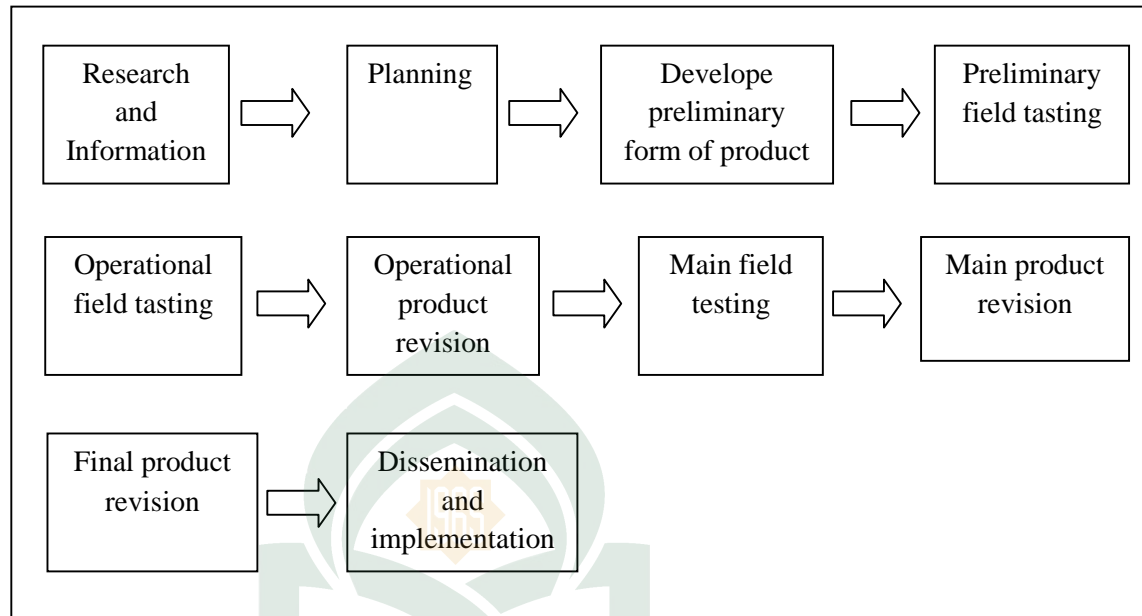 Research
and
Information
Planning
Develope
preliminary
form of product
Preliminary
field tasting
Operational
field tasting
Operational
product
revision
Main field
testing
Main product
revision
Final product
revision
Dissemination
and
implementation